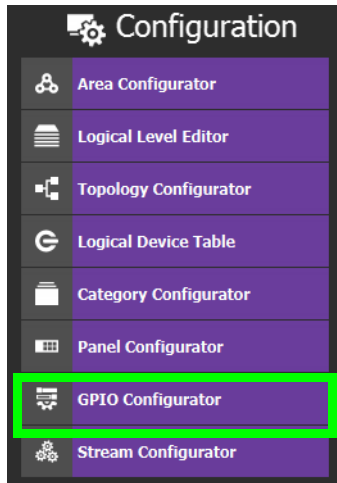 Configuration
Area Configurator
Logical Level Editor
Topology Configurator
Logical Device Table
Category Configurator
Panel Configurator
GPIO Configurator
Stream Configurator